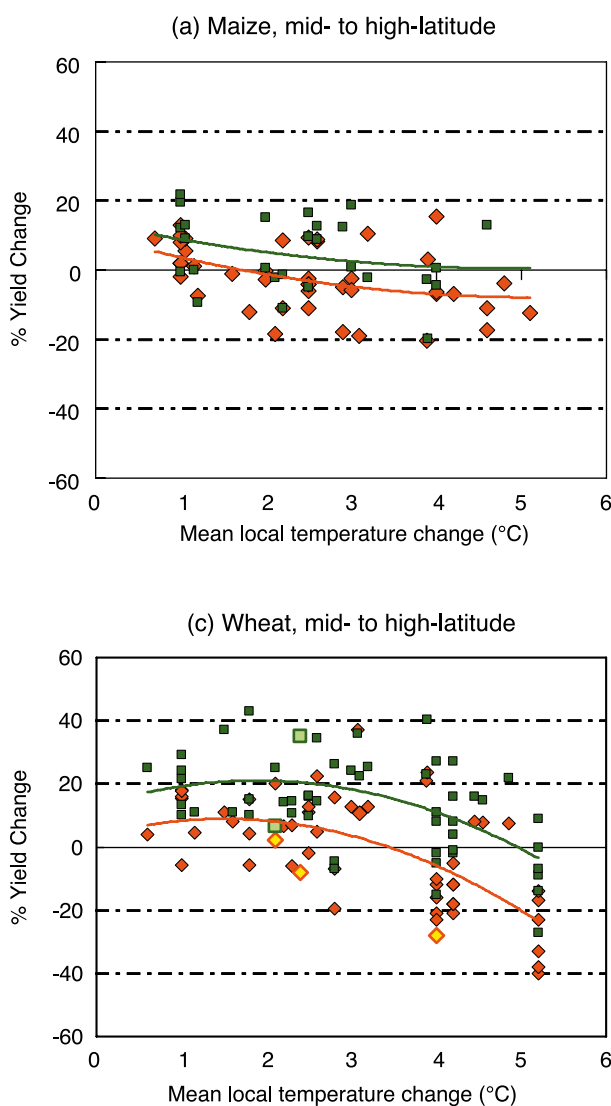 (a) Maize, mid- to high-latitude
60
40
20
0
-20
-40
-60
% Yield Change
0 1 2 3 4 5 6
Mean local temperature change (°C)
(c) Wheat, mid- to high-latitude
60
40
20
0
-20
-40
-60
% Yield Change
0 1 2 3 4 5 6
Mean local temperature change (°C)